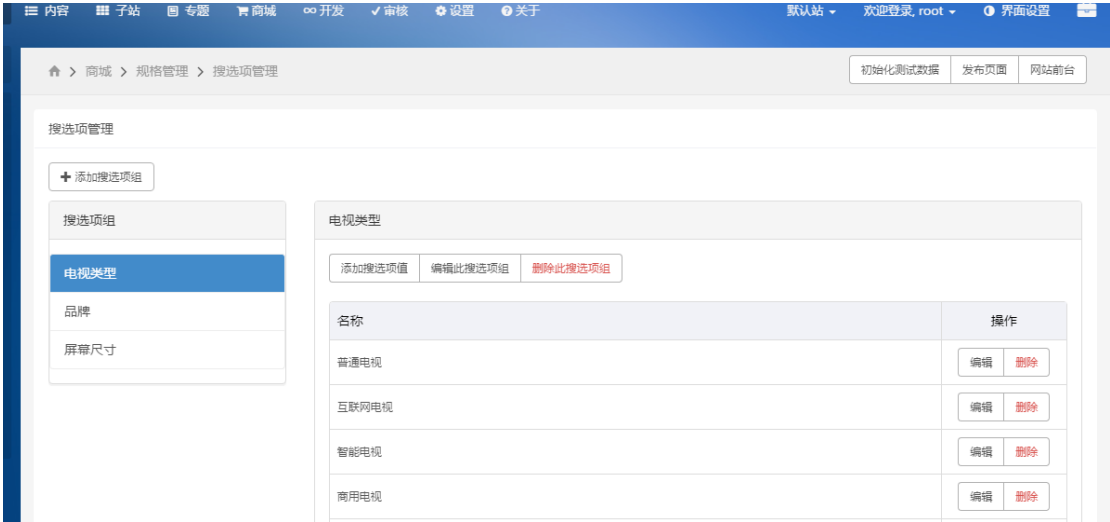 内容 子站 专题 商城 开发 审核 设置 关于 默认站 欢迎登录, root 界面设置
商城 > 规格管理 > 搜选项管理 初始化测试数据 发布页面 网站前台
搜选项管理
添加搜选项组
搜选项组 电视类型
添加搜选项值 编辑此搜选项组 删除此搜选项组
电视类型
品牌
屏幕尺寸
名称 操作
普通电视 编辑 删除
互联网电视 编辑 删除
智能电视 编辑 删除
商用电视 编辑 删除